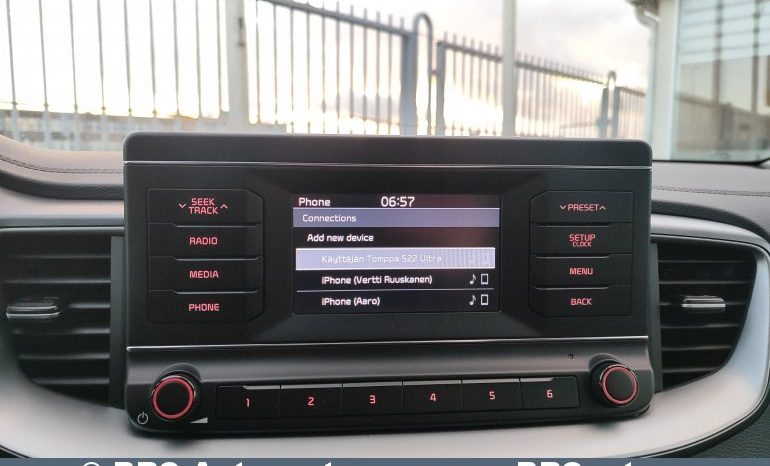 Phone 06:57
Connections
Add new device
Käyttäjän Tompoa S22 Ultra
iPhone (Vertti Ruuskanen)
iPhone (Aaro)
SEEK
TRACK
RADIO
MEDIA
PHONE
PRESET
SETUP
CLOCK
MENU
BACK
1 2 3 4 5 6